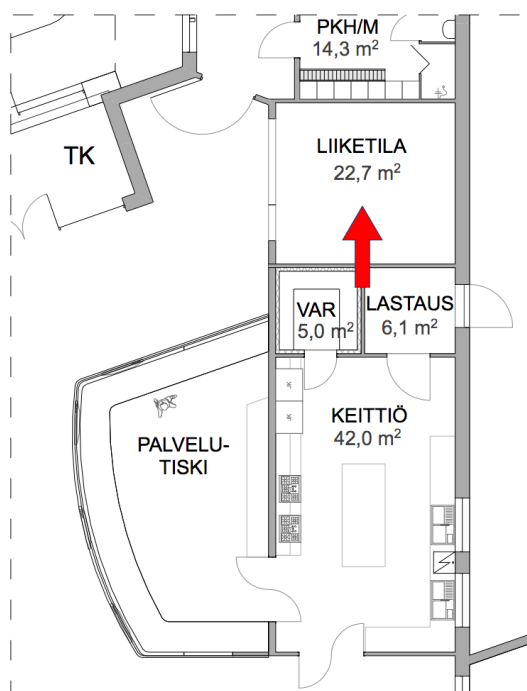 PKH/M
14,3 m²
LIIKETILA
22,7 m²
TK
VAR
5,0 m²
LASTAUS
6,1 m²
KEITTIÖ
42,0 m²
PALVELU-
TISKI